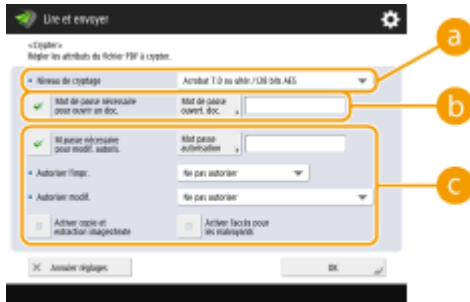 Lire et envoyer
<Crypter>
Régler les attributs du fichier PDF à crypter.
a
Niveau de cryptage
Acrobat 7.0 ou ultér./128 bits AES
b
Mot de passe nécessaire
pour ouvrir un doc.
Mot de passe
ouvert. doc.
M.passe nécessaire
pour modif. autoris.
Mot passe
autorisation
c
Autoriser l'impr.
Ne pas autoriser
Autoriser modif.
Ne pas autoriser
Activer copie et
extraction images/texte
Activer l'accès pour
les malvoyants
Annuler réglages
OK